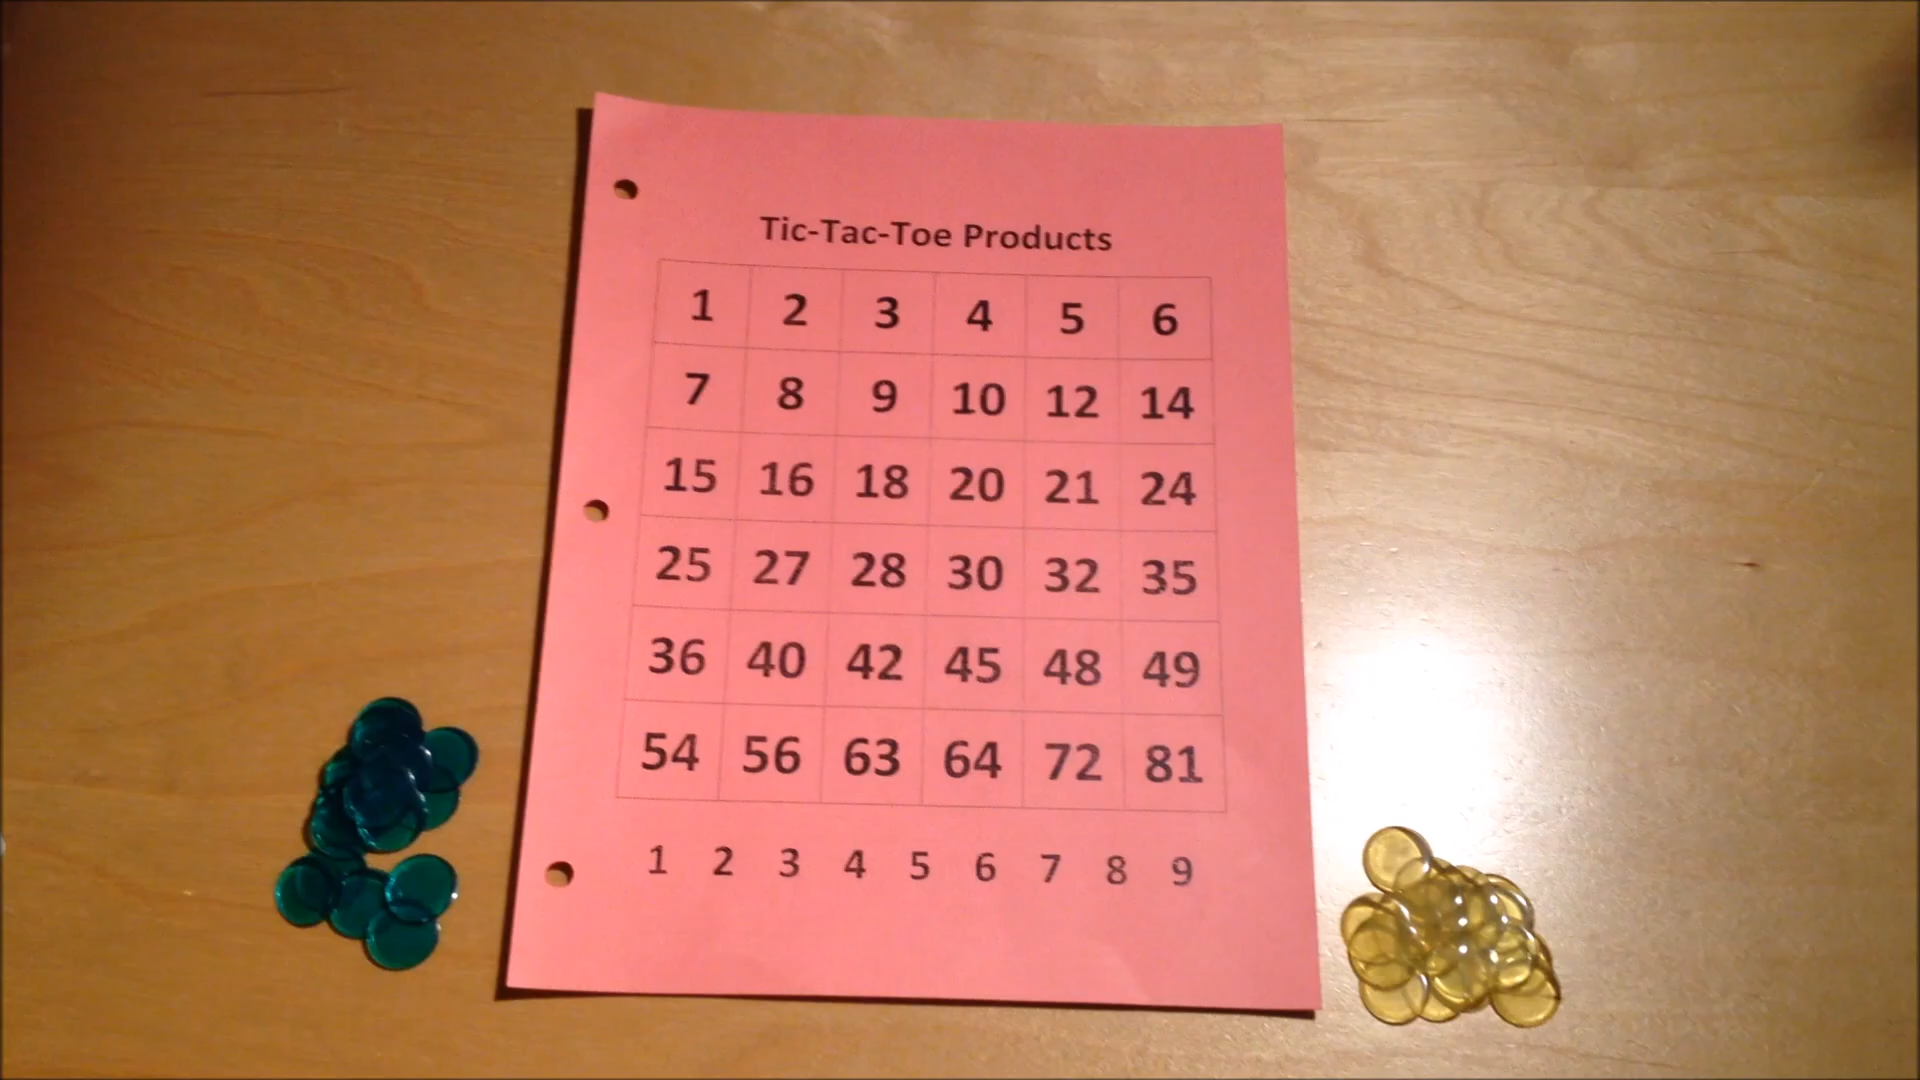 Tic-Tac-Toe Products
1 2 3 4 5 6
7 8 9 10 12 14
15 16 18 20 21 24
25 27 28 30 32 35
36 40 42 45 48 49
54 56 63 64 72 81
1 2 3 4 5 6 7 8 9